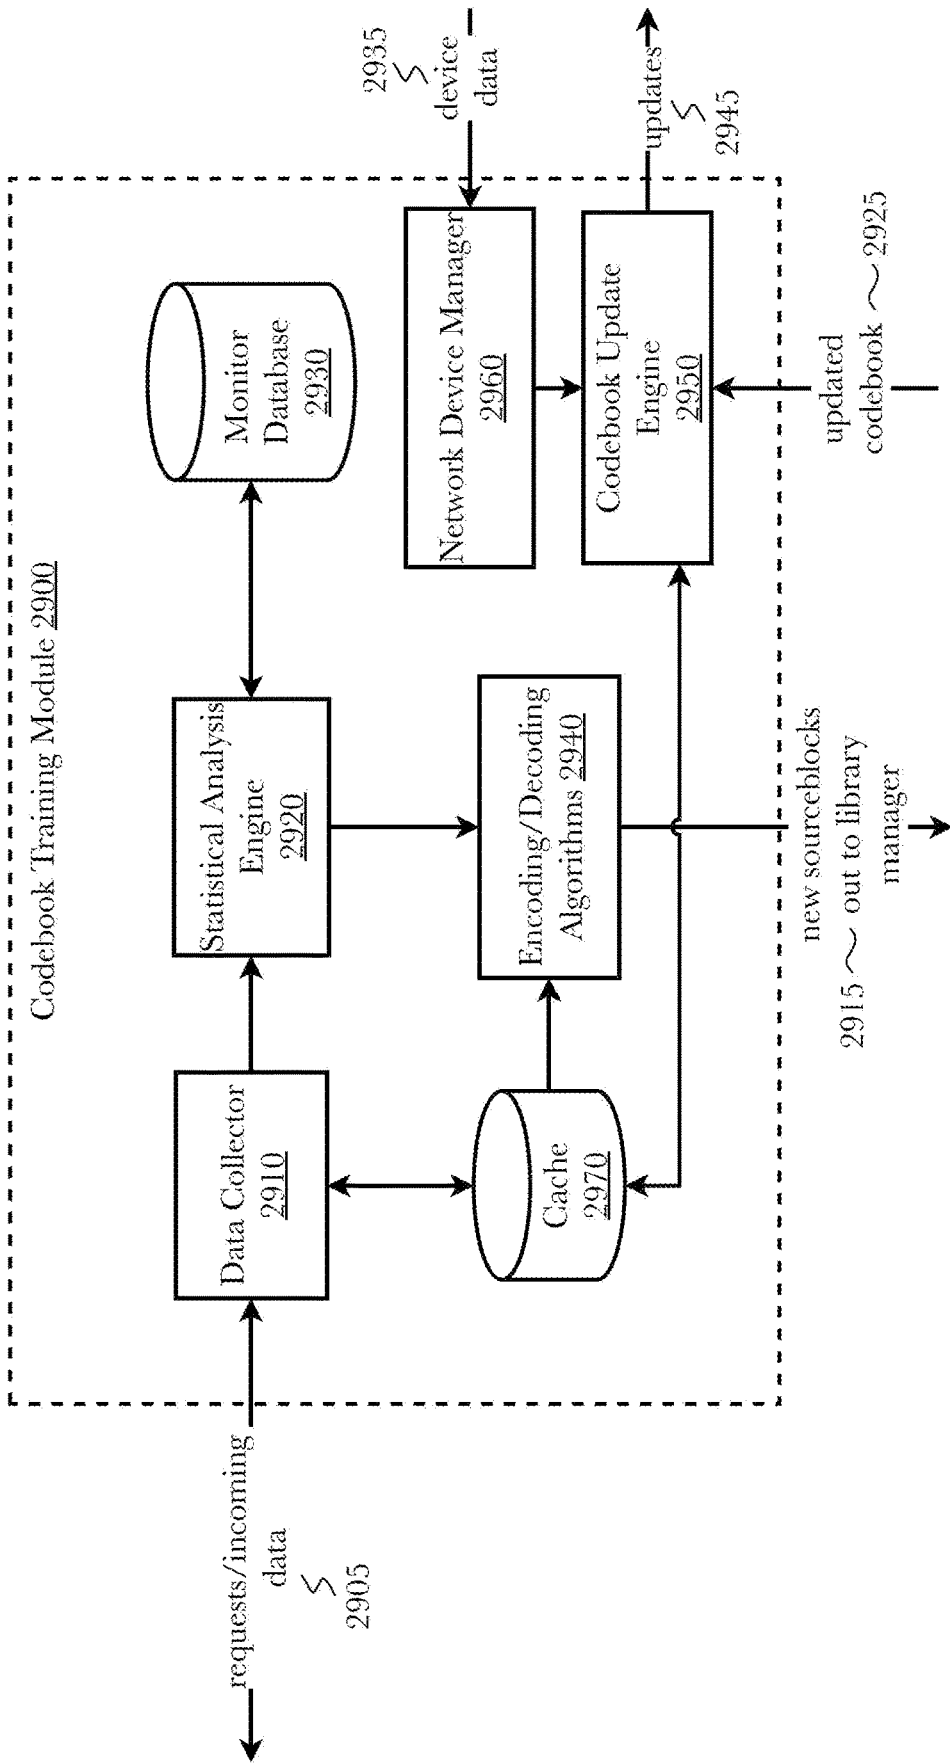 Codebook Training Module 2900
requests/incoming
data
2905
Data Collector
2910
Statistical Analysis
Engine
2920
Monitor
Database
2930
Cache
2970
Encoding/Decoding
Algorithms 2940
Network Device Manager
2960
2935
device
data
Codebook Update
Engine
2950
updates
2945
new sourceblocks
2915 out to library
manager
updated
codebook 2925